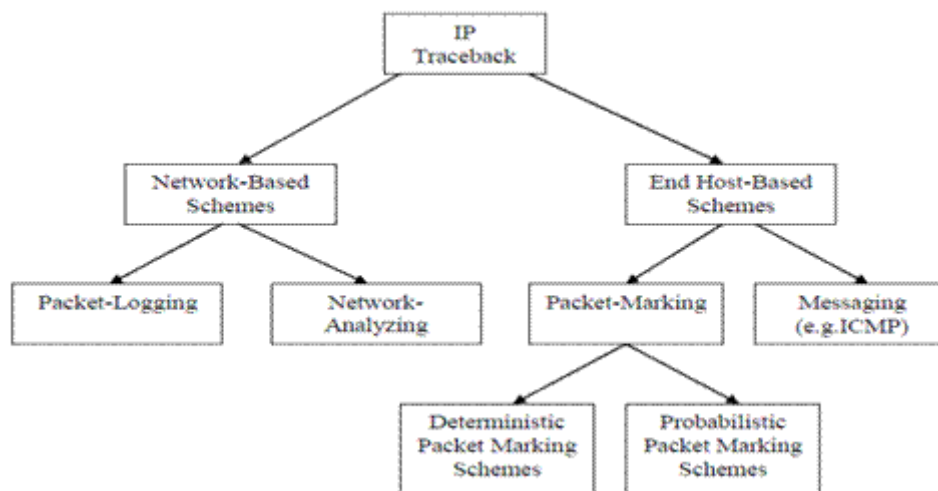 IP
Traceback
Network-Based
Schemes
End Host-Based
Schemes
Packet-Logging
Network-
Analyzing
Packet-Marking
Messaging
(e.g.ICMP)
Deterministic
Packet Marking
Schemes
Probabilistic
Packet Marking
Schemes